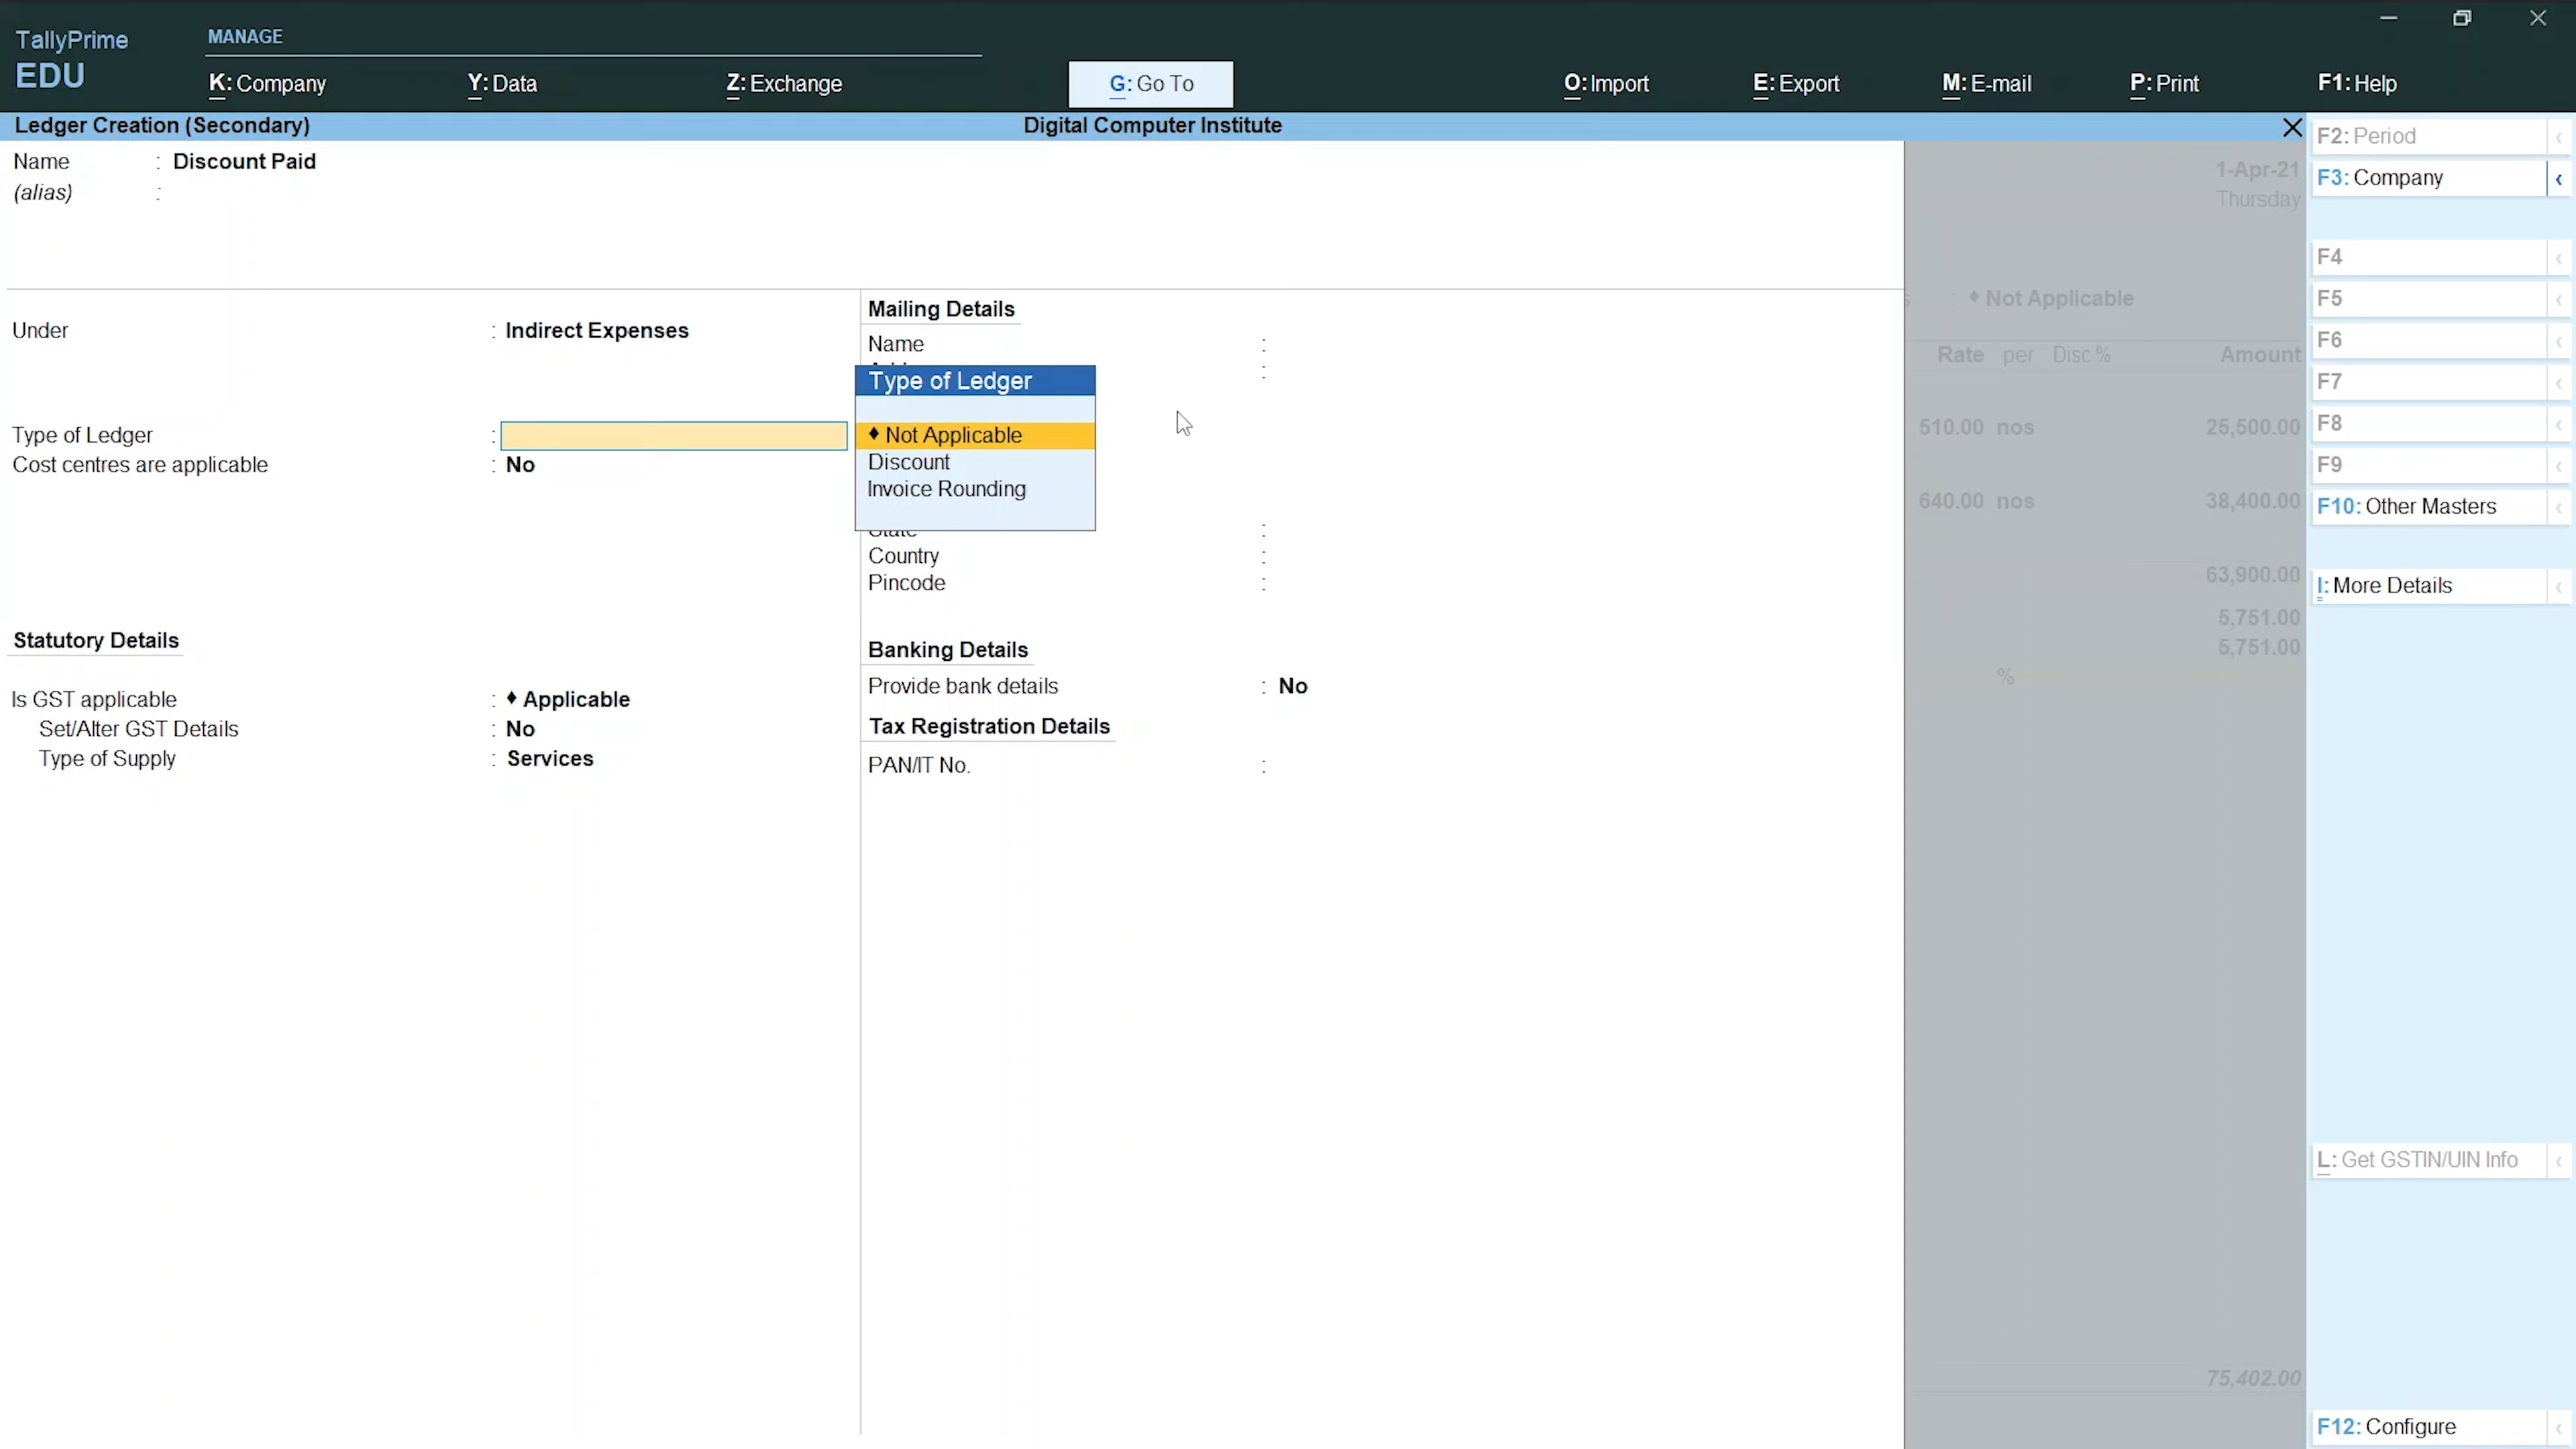 TallyPrime
EDU
MANAGE
K: Company
Y: Data
Z: Exchange
G: Go To
O: Import
E: Export
M: E-mail
P: Print
F1: Help
Ledger Creation (Secondary)
Digital Computer Institute
Name : Discount Paid
(alias) :
Under : Indirect Expenses
Type of Ledger :
Cost centres are applicable : No
Statutory Details
Is GST applicable : ♦ Applicable
Set/Alter GST Details : No
Type of Supply : Services
Mailing Details
Name :
:
Type of Ledger
♦ Not Applicable
Discount
Invoice Rounding
State :
Country :
Pincode :
Banking Details
Provide bank details : No
Tax Registration Details
PAN/IT No. :
1-Apr-21
Thursday
: ♦ Not Applicable
Rate per Disc % Amount
510.00 nos 25,500.00
640.00 nos 38,400.00
63,900.00
5,751.00
5,751.00
%
75,402.00
F2: Period
F3: Company
F4
F5
F6
F7
F8
F9
F10: Other Masters
I: More Details
L: Get GSTIN/UIN Info
F12: Configure